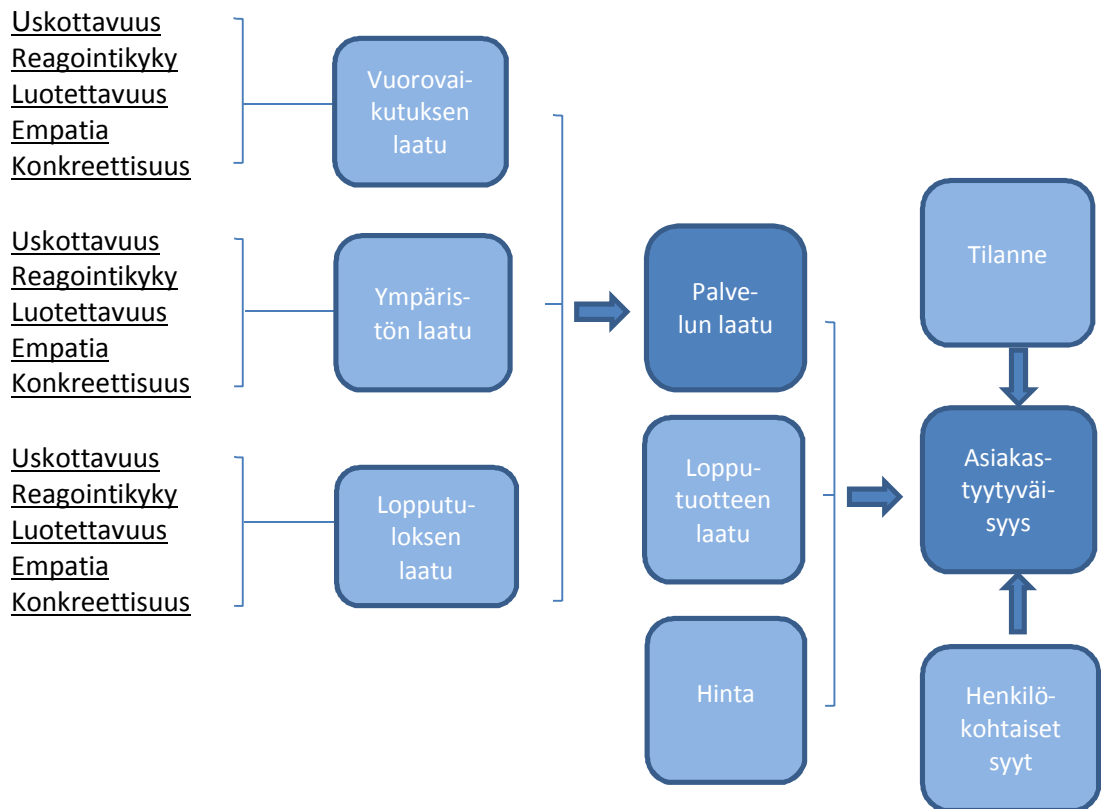 Uskottavuus
Reagointikyky
Luotettavuus
Empatia
Konkreettisuus
Vuorovai-
kutuksen
laatu
Uskottavuus
Reagointikyky
Luotettavuus
Empatia
Konkreettisuus
Ympäris-
tön laatu
Uskottavuus
Reagointikyky
Luotettavuus
Empatia
Konkreettisuus
Lopputu-
loksen
laatu
Palve-
lun laatu
Loppu-
tuotteen
laatu
Hinta
Tilanne
Asiakas-
tyytyväi-
syys
Henkilö-
kohtaiset
syyt